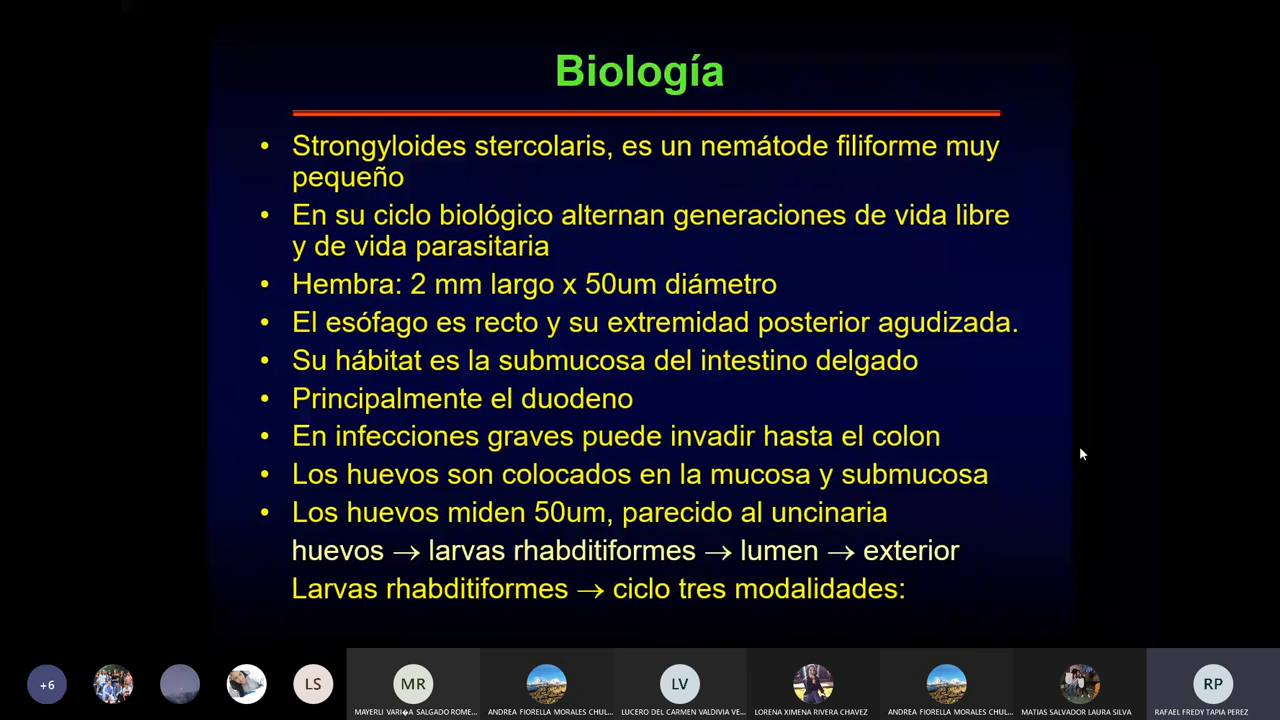 Biología
• Strongyloides stercolaris, es un nemátode filiforme muy
pequeño
• En su ciclo biológico alternan generaciones de vida libre
y de vida parasitaria
• Hembra: 2 mm largo x 50um diámetro
• El esófago es recto y su extremidad posterior agudizada.
• Su hábitat es la submucosa del intestino delgado
• Principalmente el duodeno
• En infecciones graves puede invadir hasta el colon
• Los huevos son colocados en la mucosa y submucosa
• Los huevos miden 50um, parecido al uncinaria
huevos → larvas rhabditiformes → lumen → exterior
Larvas rhabditiformes → ciclo tres modalidades:
+6
LS
MR
LV
RP
MAYERLI VARI�A SALGADO ROME...
ANDREA FIORELLA MORALES CHUL...
LUCERO DEL CARMEN VALDIVIA VE...
LORENA XIMENA RIVERA CHAVEZ
ANDREA FIORELLA MORALES CHUL...
MATIAS SALVADOR LAURA SILVA
RAFAEL FREDY TAPIA PEREZ